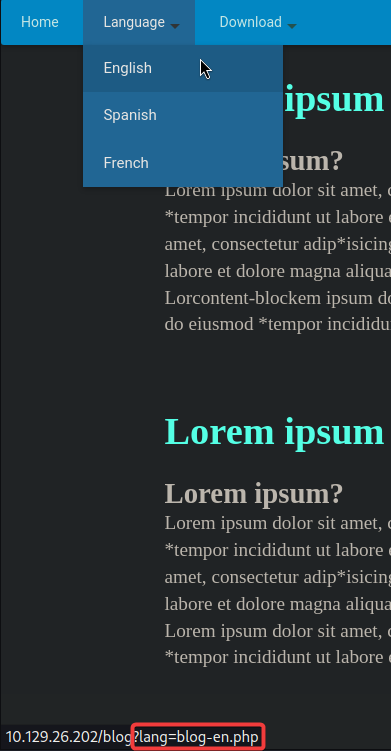 Home Language Download
English
Spanish
French
ipsum
sum?
Lorem ipsum dolor sit amet, c
*tempor incididunt ut labore e
amet, consectetur adip*isicing
labore et dolore magna aliqua
Lorcontent-blockem ipsum do
do eiusmod *tempor incididu
Lorem ipsum
Lorem ipsum?
Lorem ipsum dolor sit amet, c
*tempor incididunt ut labore e
amet, consectetur adip*isicing
labore et dolore magna aliqua
Lorem ipsum dolor sit amet, c
*tempor incididunt ut labore e
10.129.26.202/blog?lang=blog-en.php